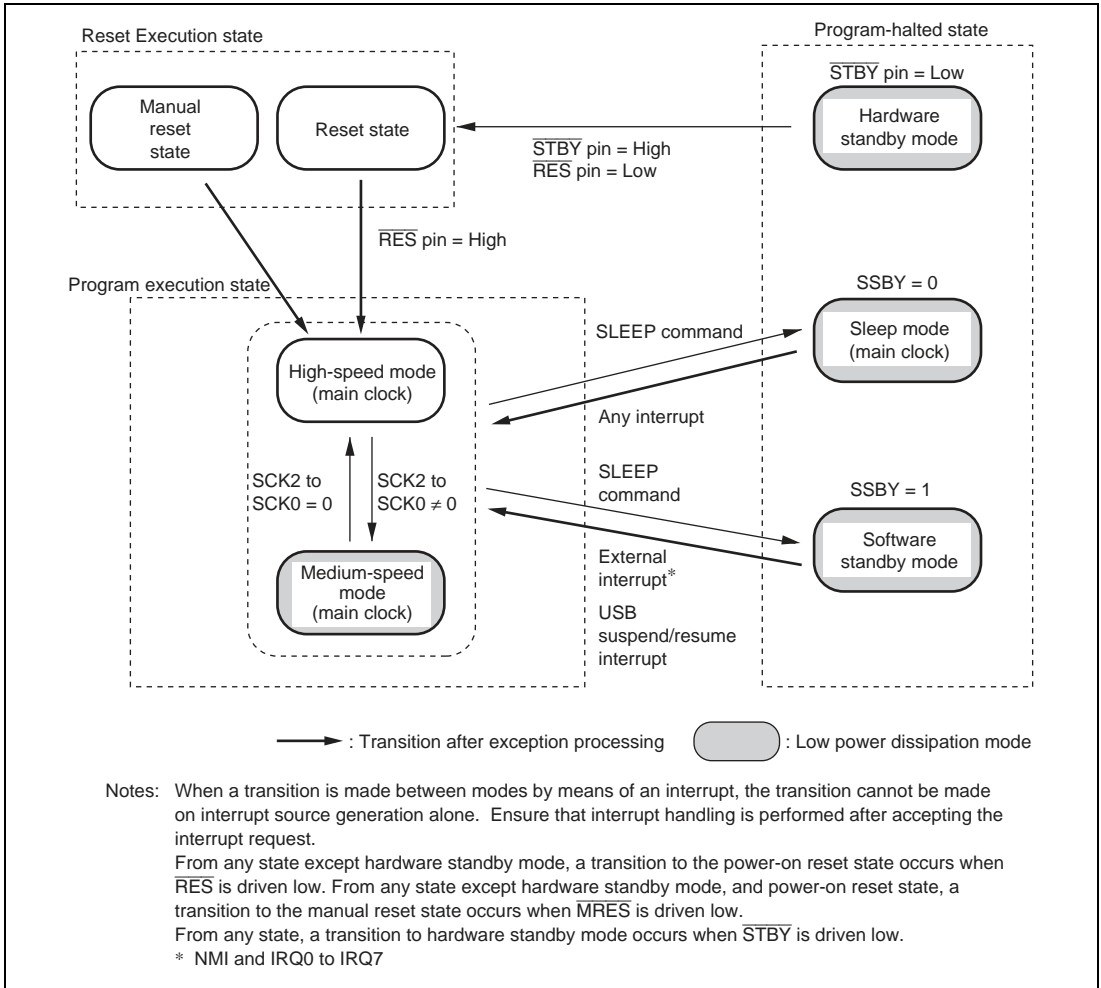 Reset Execution state
Program-halted state
Manual
reset
state
Reset state
S̅T̅B̅Y̅ pin = Low
Hardware
standby mode
S̅T̅B̅Y̅ pin = High
R̅E̅S̅ pin = Low
R̅E̅S̅ pin = High
Program execution state
High-speed mode
(main clock)
SCK2 to
SCK0 = 0
SCK2 to
SCK0 ≠ 0
Medium-speed
mode
(main clock)
SLEEP command
Any interrupt
SSBY = 0
Sleep mode
(main clock)
SLEEP
command
External
interrupt*
USB
suspend/resume
interrupt
SSBY = 1
Software
standby mode
: Transition after exception processing
: Low power dissipation mode
Notes: When a transition is made between modes by means of an interrupt, the transition cannot be made
on interrupt source generation alone. Ensure that interrupt handling is performed after accepting the
interrupt request.
From any state except hardware standby mode, a transition to the power-on reset state occurs when
R̅E̅S̅ is driven low. From any state except hardware standby mode, and power-on reset state, a
transition to the manual reset state occurs when M̅R̅E̅S̅ is driven low.
From any state, a transition to hardware standby mode occurs when S̅T̅B̅Y̅ is driven low.
* NMI and IRQ0 to IRQ7